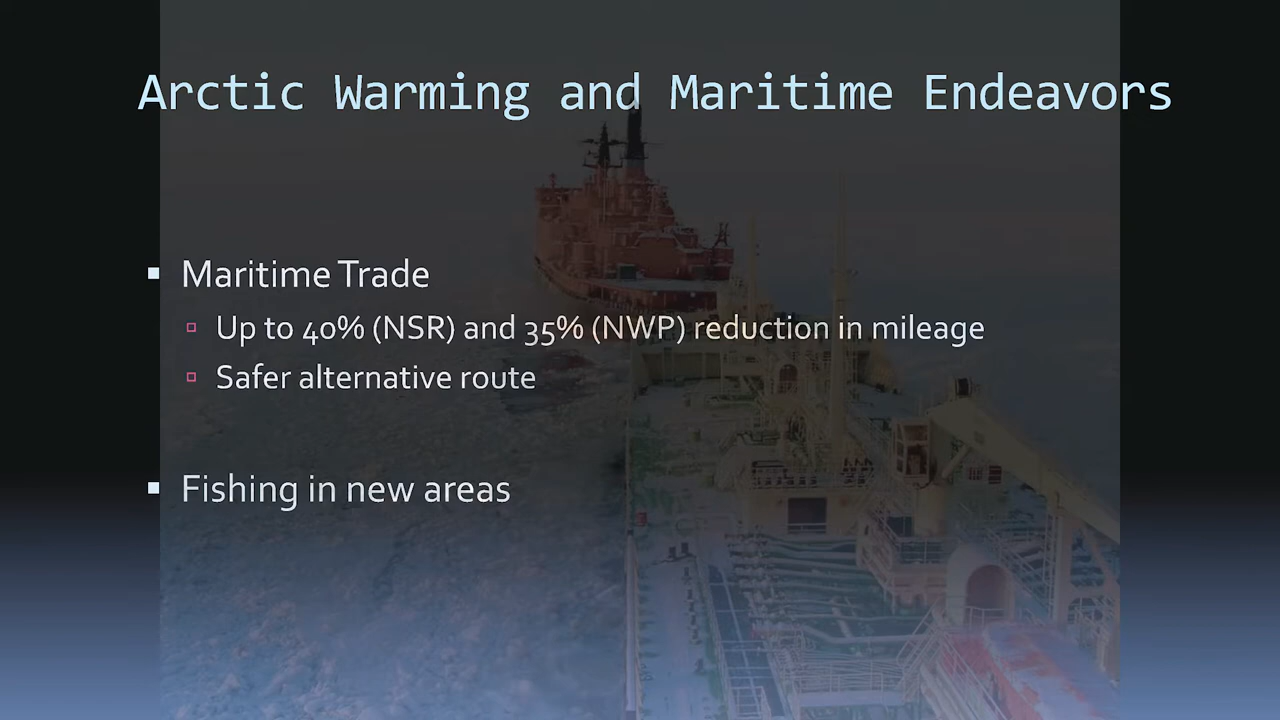 Arctic Warming and Maritime Endeavors
Maritime Trade
Up to 40% (NSR) and 35% (NWP) reduction in mileage
Safer alternative route
Fishing in new areas